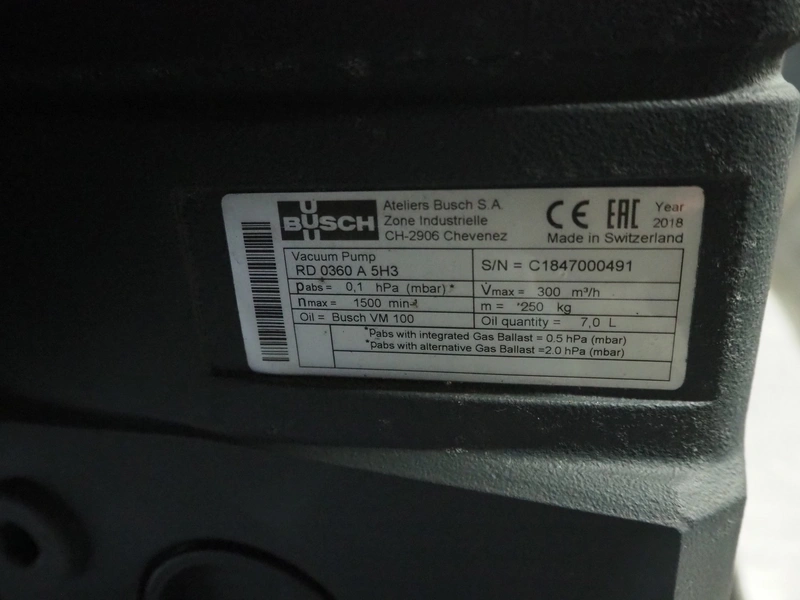 BUSCH
Ateliers Busch S.A.
Zone Industrielle
CH-2906 Chevenez
CE EAC Year 2018
Made in Switzerland
Vacuum Pump
RD 0360 A 5H3
S/N = C1847000491
pabs = 0,1 hPa (mbar)*
V̇max = 300 m³/h
nmax = 1500 min-1
m = 250 kg
Oil = Busch VM 100
Oil quantity = 7,0 L
*Pabs with integrated Gas Ballast = 0.5 hPa (mbar)
*Pabs with alternative Gas Ballast =2.0 hPa (mbar)